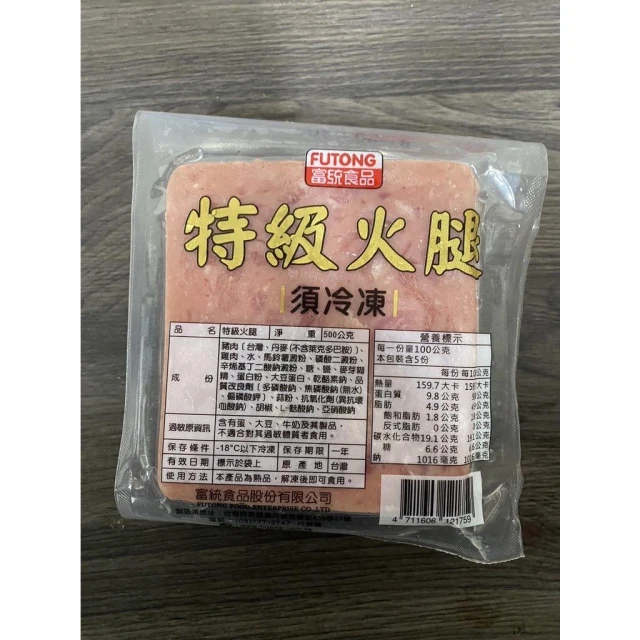 FUTONG
富統食品
特級火腿
須冷凍
品 名 特級火腿 淨 重 500公克
成 份 豬肉(台灣、丹麥(不含萊克多巴胺))、
雞肉、水、馬鈴薯澱粉、磷酸二澱粉、
辛烯基丁二酸鈉澱粉、糖、鹽、麥芽糊
精、蛋白粉、大豆蛋白、乾酪素鈉、品
質改良劑(多磷酸鈉、焦磷酸鈉(無水)
、偏磷酸鉀)、蒜粉、抗氧化劑(異抗壞
血酸鈉)、胡椒、L-麩酸鈉、亞硝酸鈉
過敏原資訊 含有蛋、大豆、牛奶及其製品,
不適合對其過敏體質者食用。
保存條件 -18°C以下冷凍 保存期限 一年
有效日期 標示於袋上 原產地 台灣
使用方法 本產品為熟品,解凍後即可食用。
富統食品股份有限公司
FUTONG FOOD ENTERPRISE CO.,LTD
營養標示
每一份量100公克
本包裝含5份
每份 每100公克
熱量 159.7大卡
蛋白質 9.8公克
脂肪 4.9公克
飽和脂肪 1.8公克
反式脂肪 0公克
碳水化合物 19.1公克
糖 6.6公克
鈉 1016毫克
4 711608 121759